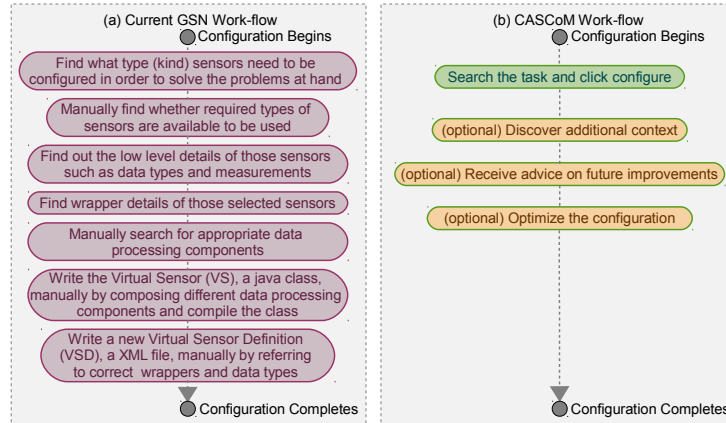 (a) Current GSN Work-flow
Configuration Begins
Find what type (kind) sensors need to be
configured in order to solve the problems at hand
Manually find whether required types of
sensors are available to be used
Find out the low level details of those sensors
such as data types and measurements
Find wrapper details of those selected sensors
Manually search for appropriate data
processing components
Write the Virtual Sensor (VS), a java class,
manually by composing different data processing
components and compile the class
Write a new Virtual Sensor Definition
(VSD), a XML file, manually by referring
to correct wrappers and data types
Configuration Completes
(b) CASCoM Work-flow
Configuration Begins
Search the task and click configure
(optional) Discover additional context
(optional) Receive advice on future improvements
(optional) Optimize the configuration
Configuration Completes